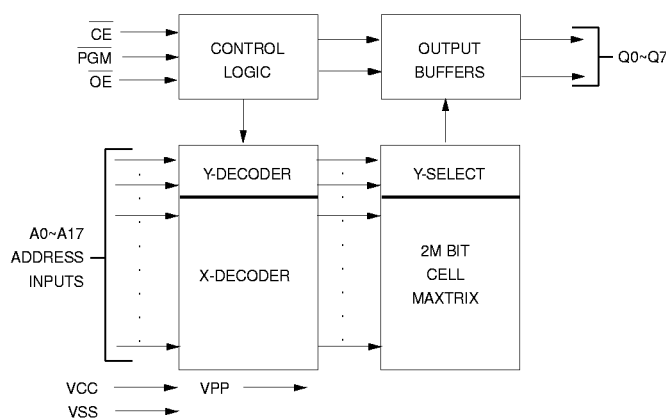 CE
PGM
OE
CONTROL
LOGIC
OUTPUT
BUFFERS
Q0~Q7
Y-DECODER
Y-SELECT
A0~A17
ADDRESS
INPUTS
X-DECODER
2M BIT
CELL
MAXTRIX
VCC
VPP
VSS